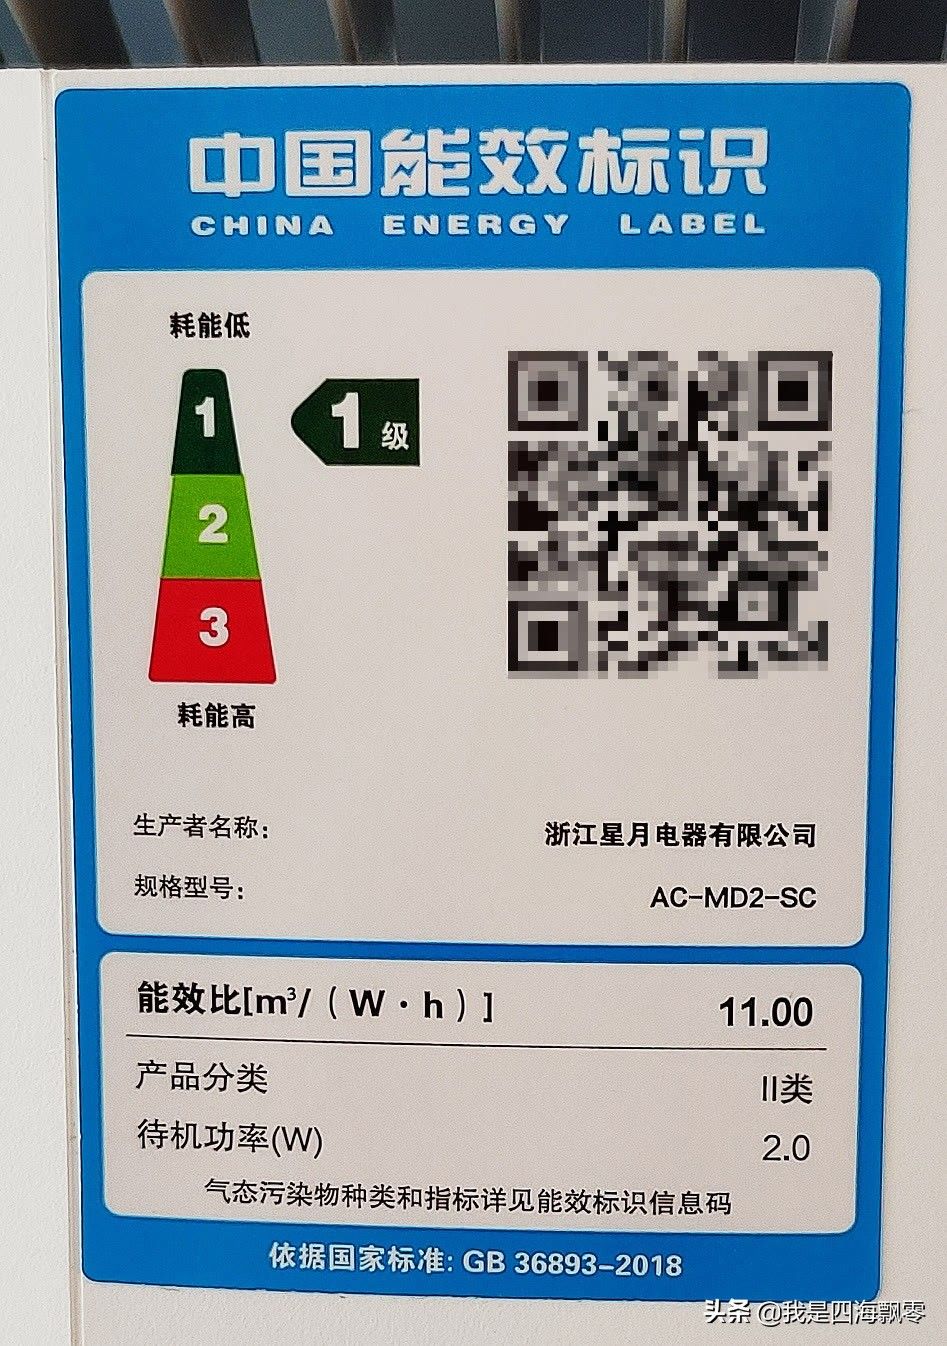 中国能效标识
CHINA ENERGY LABEL
耗能低
1
1级
2
3
耗能高
生产者名称:
浙江星月电器有限公司
规格型号:
AC-MD2-SC
能效比[m³/(W·h)]
11.00
产品分类
II类
待机功率(W)
2.0
气态污染物种类和指标详见能效标识信息码
依据国家标准: GB 36893-2018
头条 @我是四海飘零